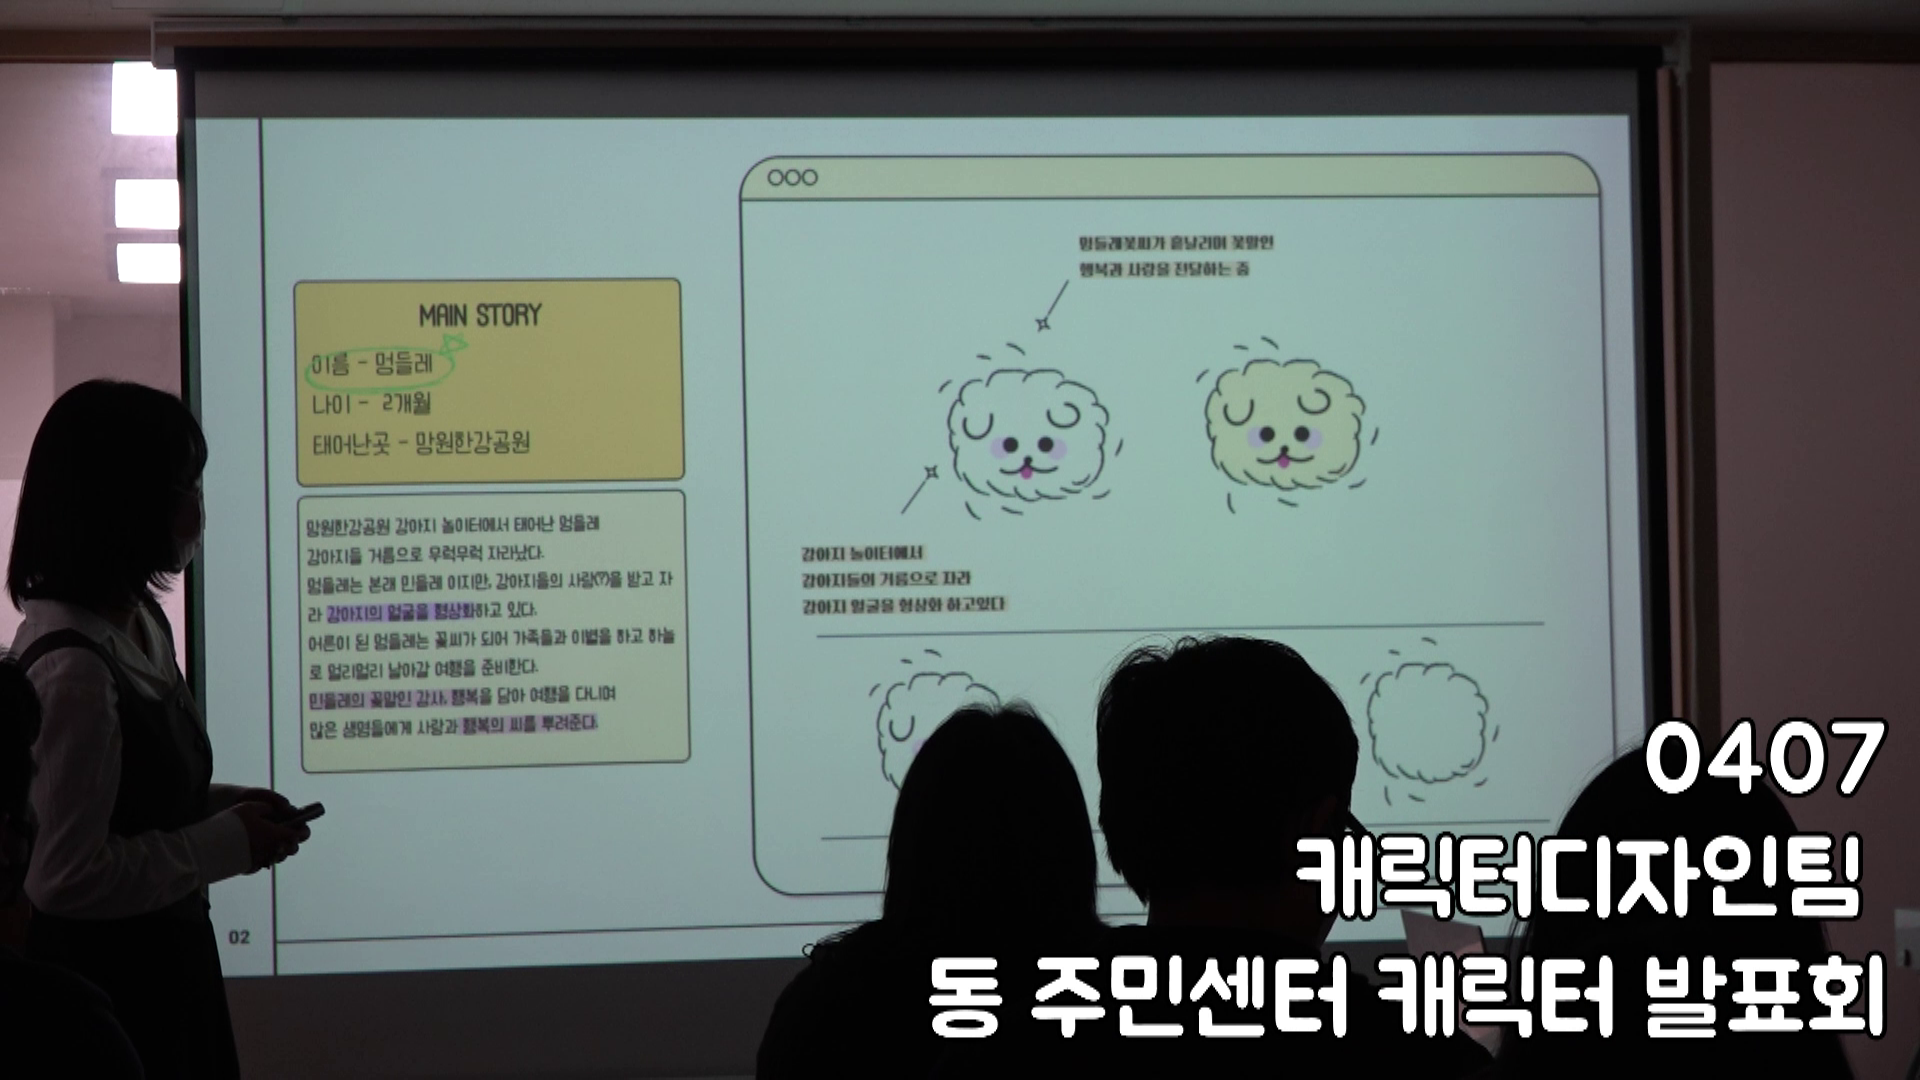 MAIN STORY
이름 - 멍들레
나이 - 2개월
태어난곳 - 망원한강공원
망원한강공원 강아지 놀이터에서 태어난 멍들레
강아지들 거름으로 무럭무럭 자라났다.
멍들레는 본래 민들레 이지만, 강아지들의 사랑(?)을 받고 자
라 강아지의 얼굴을 형상화하고 있다.
어른이 된 멍들레는 꽃씨가 되어 가족들과 이별을 하고 하늘
로 멀리멀리 날아갈 여행을 준비한다.
민들레의 꽃말인 감사, 행복을 담아 여행을 다니며
많은 생명들에게 사랑과 행복의 씨를 뿌려준다.
02
멍들레꽃씨가 흩날리며 꽃말인
행복과 사랑을 전달하는 중
강아지 놀이터에서
강아지들의 거름으로 자라
강아지 얼굴을 형상화 하고있다
0407
캐릭터디자인팀
동 주민센터 캐릭터 발표회